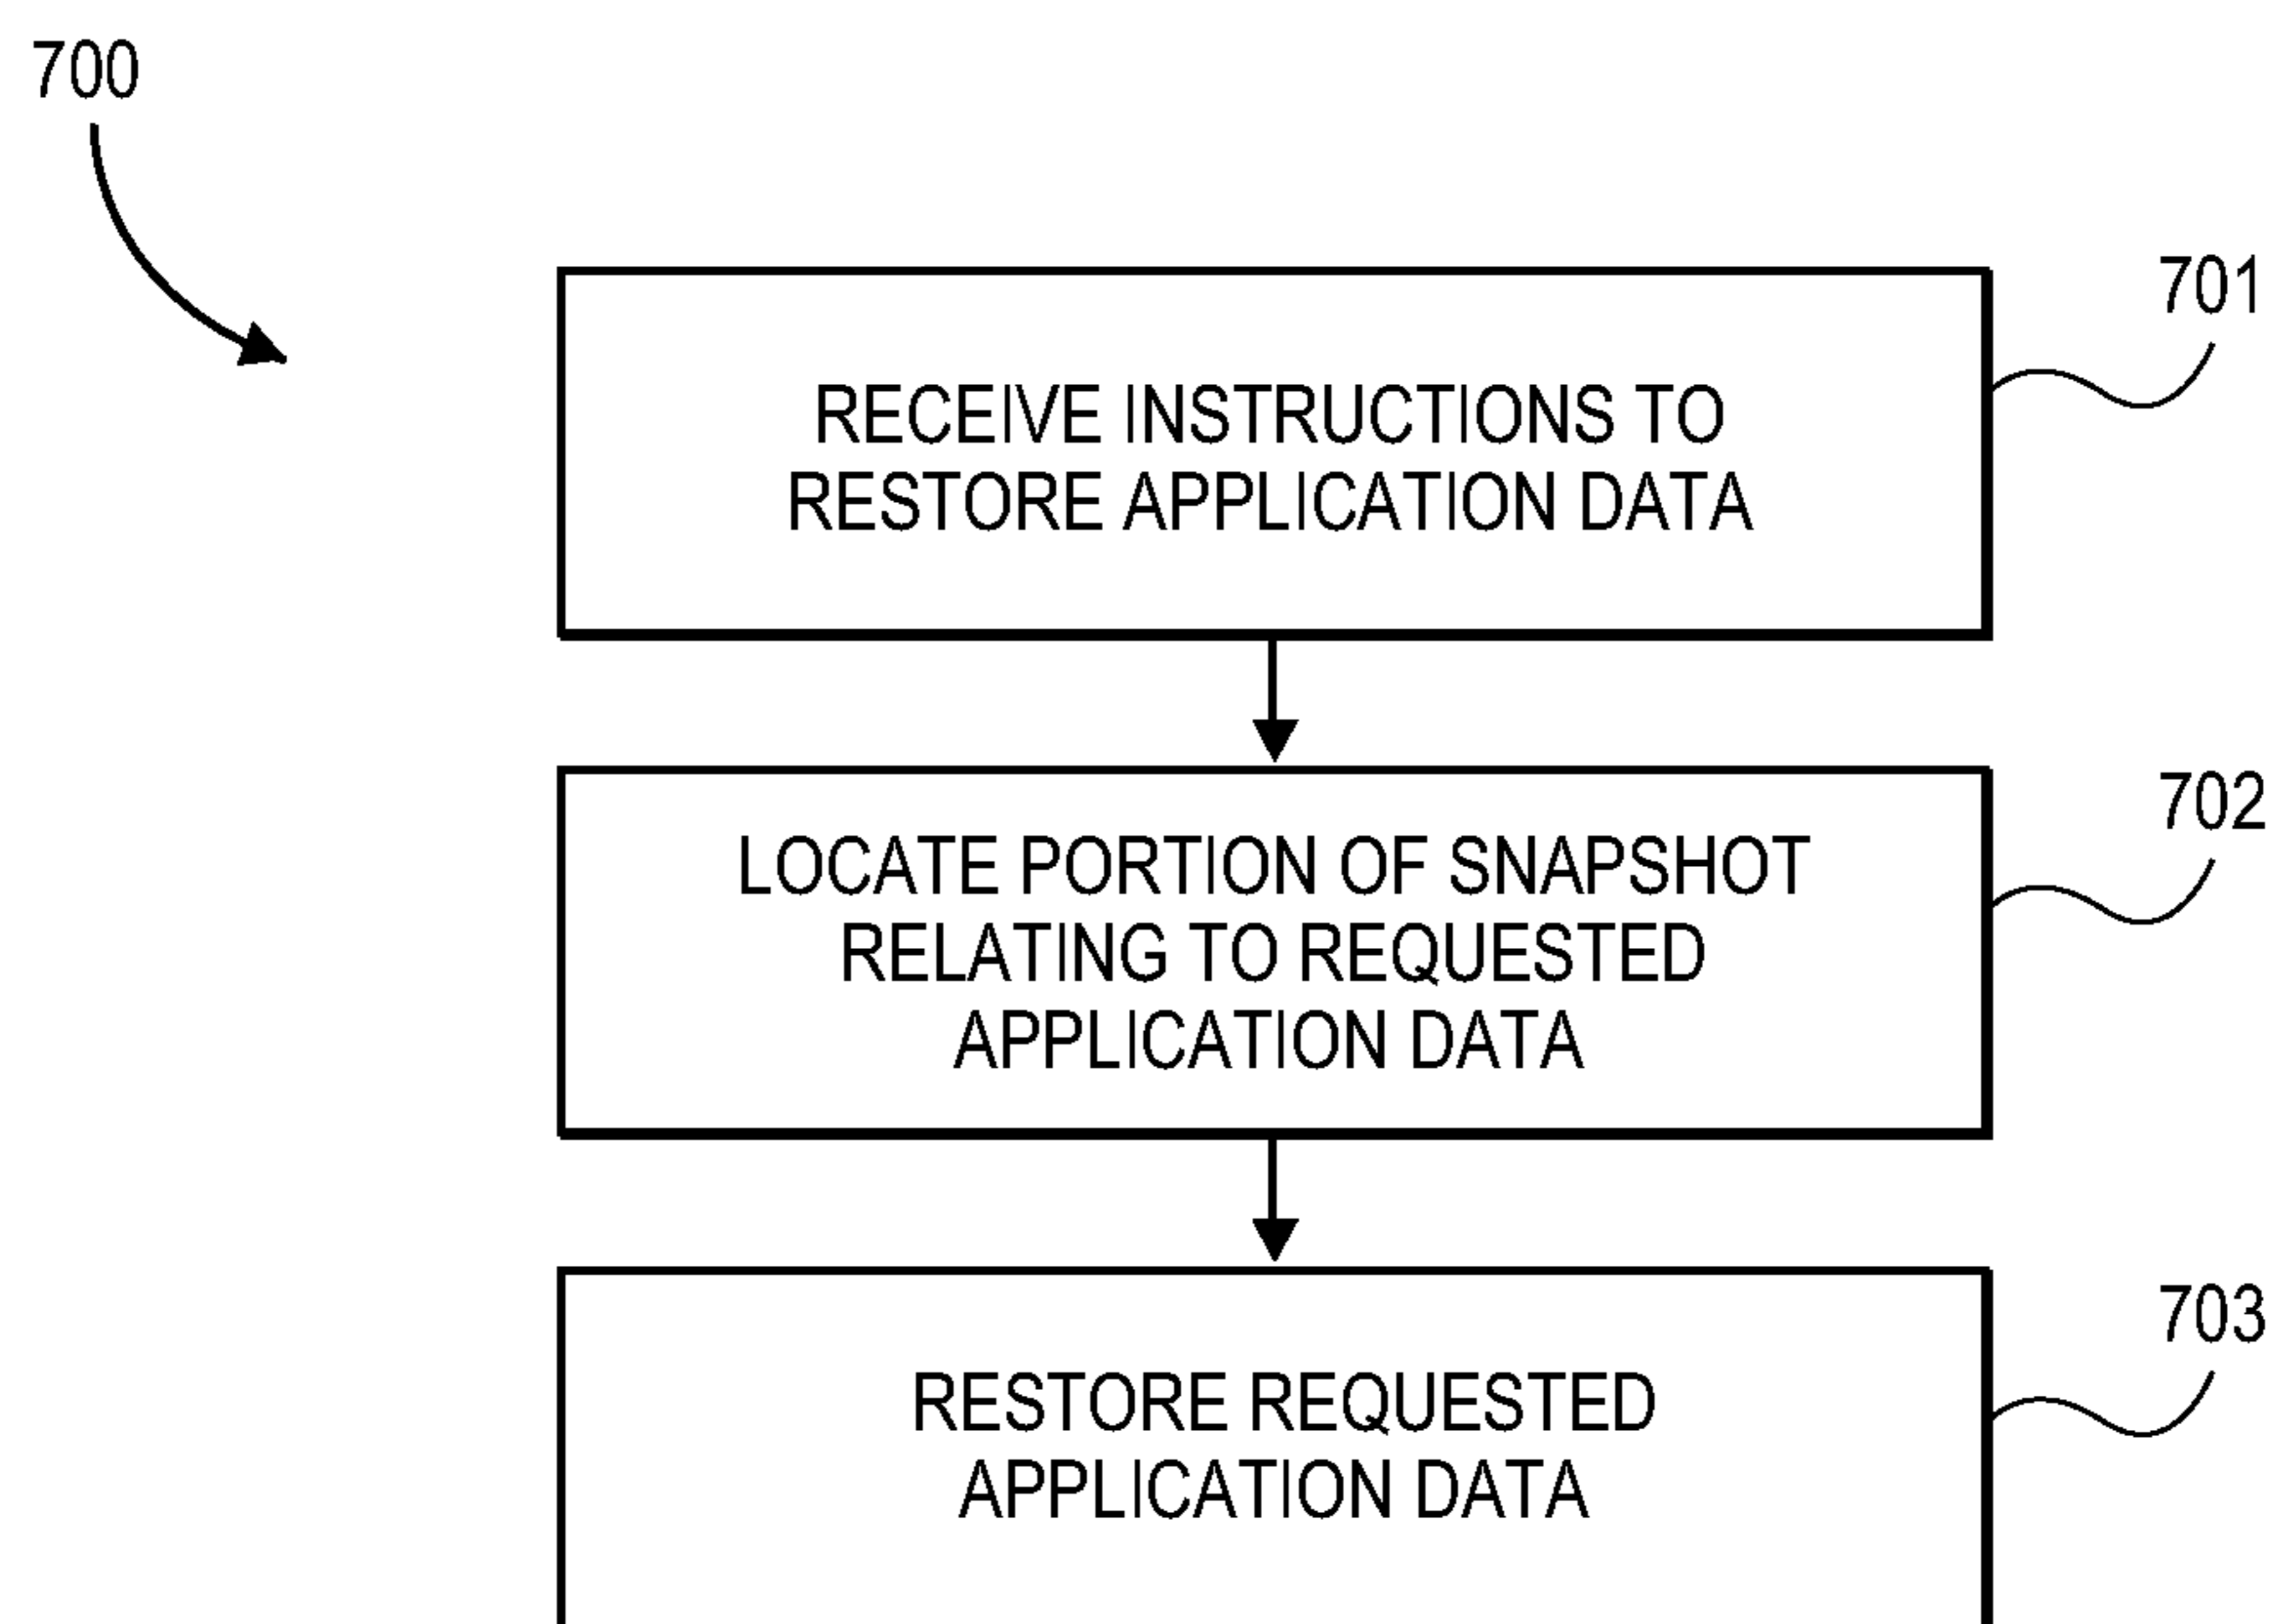 700
701
RECEIVE INSTRUCTIONS TO
RESTORE APPLICATION DATA
702
LOCATE PORTION OF SNAPSHOT
RELATING TO REQUESTED
APPLICATION DATA
703
RESTORE REQUESTED
APPLICATION DATA